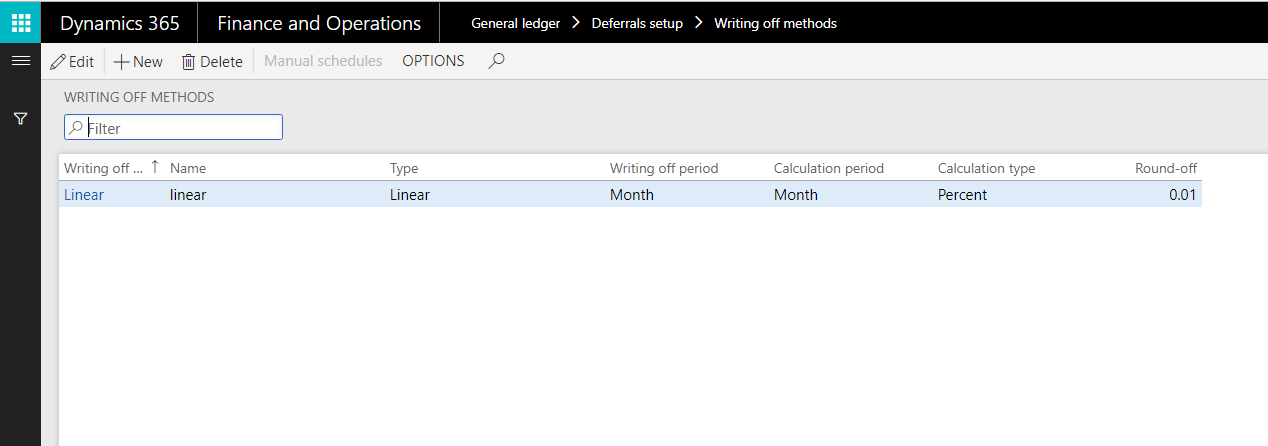 Dynamics 365 Finance and Operations General ledger > Deferrals setup > Writing off methods
Edit New Delete Manual schedules OPTIONS
WRITING OFF METHODS
Filter
Writing off ... ↑ Name Type Writing off period Calculation period Calculation type Round-off
Linear linear Linear Month Month Percent 0.01